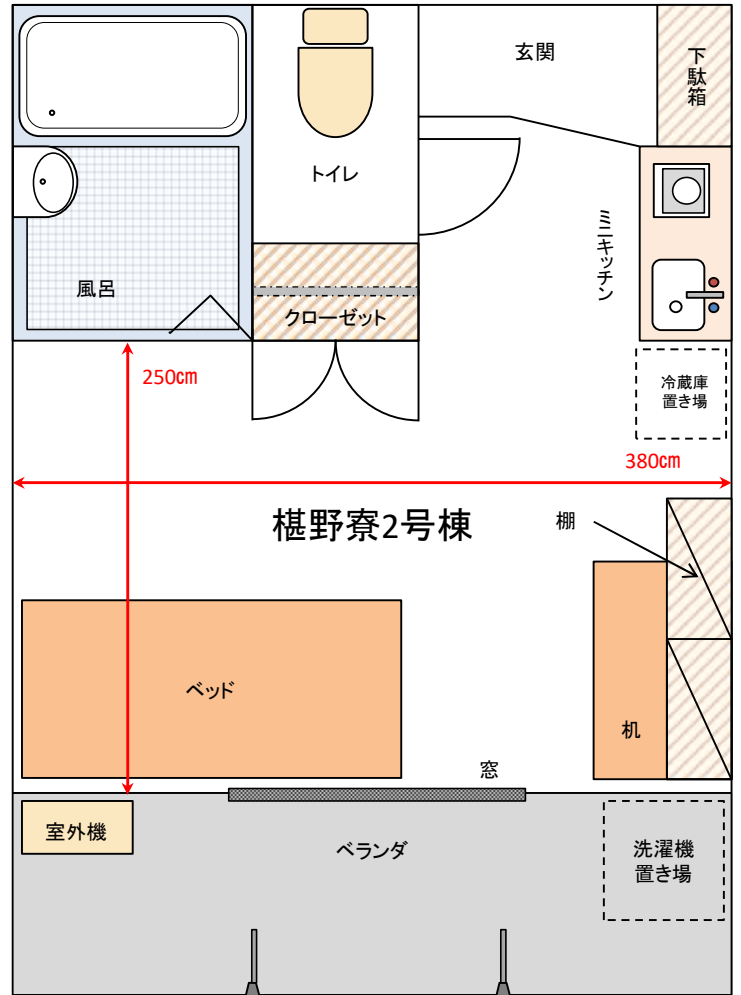 玄関
下駄箱
トイレ
ミニキッチン
風呂
クローゼット
250㎝
冷蔵庫
置き場
380㎝
椹野寮2号棟
棚
ベッド
机
窓
室外機
ベランダ
洗濯機
置き場